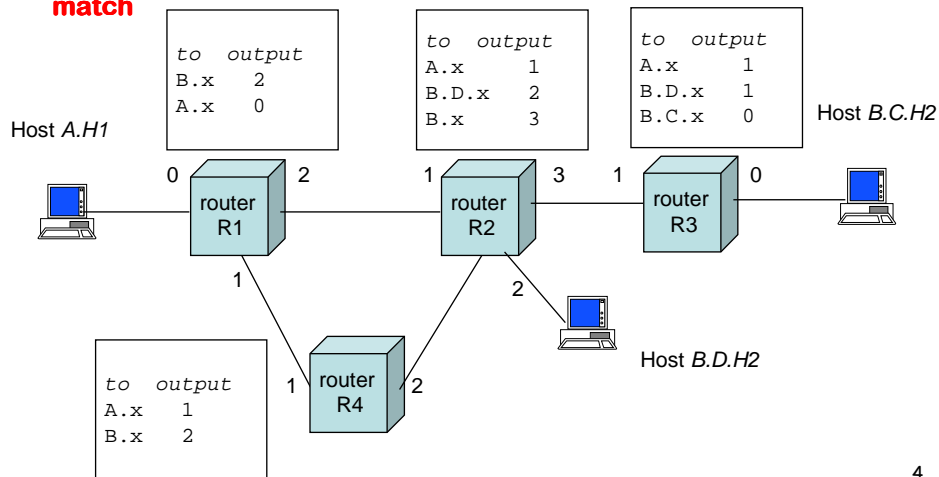 match
to output
B.x 2
A.x 0
to output
A.x 1
B.D.x 2
B.x 3
to output
A.x 1
B.D.x 1
B.C.x 0
Host A.H1
Host B.C.H2
0
2
1
3
1
0
router
R1
router
R2
router
R3
1
2
Host B.D.H2
to output
A.x 1
B.x 2
1
router
R4
2
4